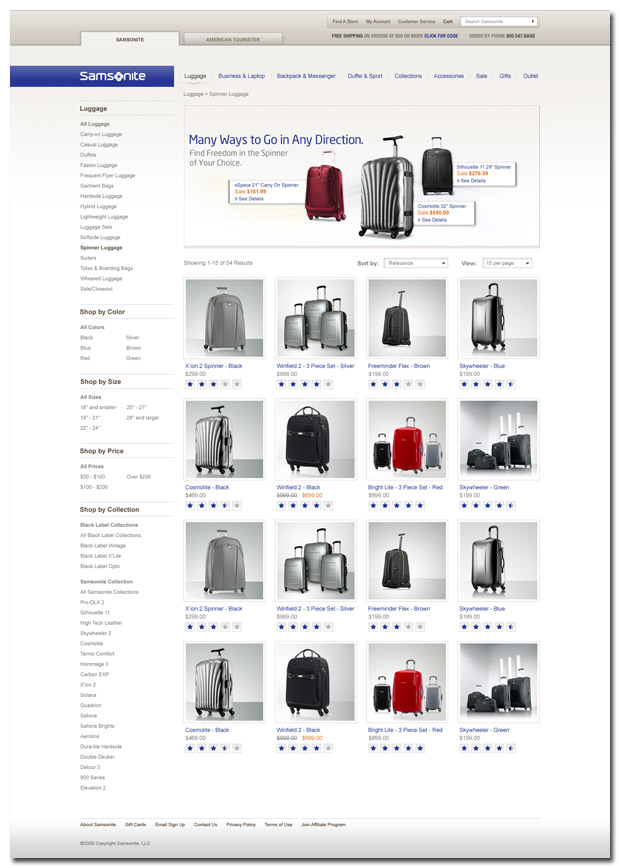 Find A Store My Account Customer Service Cart Search Samsonite
SAMSONITE AMERICAN TOURISTER
FREE SHIPPING ON ORDERS OF $50 OR MORE CLICK FOR CODE ORDER BY PHONE 800.547.BAGS
Samsonite
Luggage Business & Laptop Backpack & Messenger Duffel & Sport Collections Accessories Sale Gifts Outlet
Luggage > Spinner Luggage
Luggage
All Luggage
Carry-on Luggage
Casual Luggage
Duffels
Fasion Luggage
Frequent Flyer Luggage
Garment Bags
Hardside Luggage
Hybrid Luggage
Lightweight Luggage
Luggage Sets
Softside Luggage
Spinner Luggage
Suiters
Totes & Boarding Bags
Wheeled Luggage
Sale/Closeout
Shop by Color
All Colors
Black Silver
Blue Brown
Red Green
Shop by Size
All Sizes
18" and smaller 25" - 27"
19" - 21" 28" and larger
22" - 24"
Shop by Price
All Prices
$50 - $100 Over $200
$100 - $200
Shop by Collection
Black Label Collections
All Black Label Collections
Black Label Vintage
Black Label X'Lite
Black Label Opto
Samsonite Collection
All Samsonite Collections
Pro-DLX 2
Silhouette 11
High Tech Leather
Skywheeler 2
Cosmolite
Termo Comfort
Hommage II
Carbon EXP
X'ion 2
Solana
Quadrion
Sahora
Sahora Brights
Aeroline
Dura-lite Hardside
Double Decker
Detour 3
900 Series
Elevation 2
Many Ways to Go in Any Direction.
Find Freedom in the Spinner
of Your Choice.
xSpace 21" Carry On Spinner
Sale $161.99
> See Details
Silhouette 11 29" Spinner
Sale $278.99
> See Details
Cosmolite 32" Spinner
Sale $550.00
> See Details
Showing 1-15 of 54 Results Sort by: Relevance View: 15 per page
X'ion 2 Spinner - Black Winfield 2 - 3 Piece Set - Silver Freeminder Flex - Brown Skywheeler - Blue
$299.00 $999.00 $199.00 $199.00
Cosmolite - Black Winfield 2 - Black Bright Lite - 3 Piece Set - Red Skywheeler - Green
$469.00 $999.00 $699.00 $899.00 $199.00
X'ion 2 Spinner - Black Winfield 2 - 3 Piece Set - Silver Freeminder Flex - Brown Skywheeler - Blue
$299.00 $999.00 $199.00 $199.00
Cosmolite - Black Winfield 2 - Black Bright Lite - 3 Piece Set - Red Skywheeler - Green
$469.00 $999.00 $699.00 $899.00 $199.00
About Samsonite Gift Cards Email Sign Up Contact Us Privacy Policy Terms of Use Join Affiliate Program
©2009 Copyright Samsonite, LLC